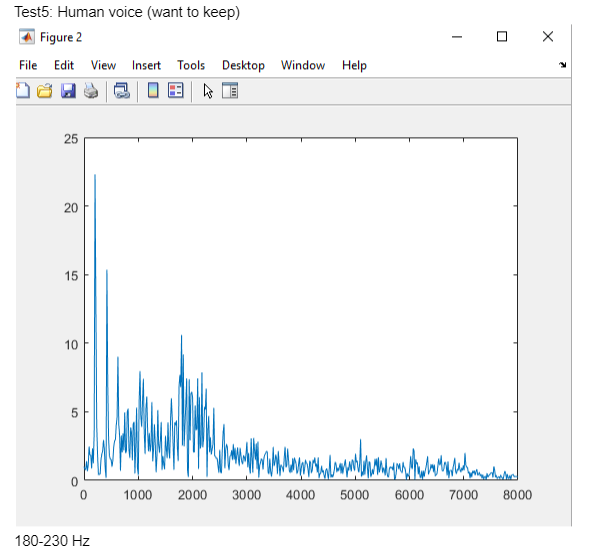 Test5: Human voice (want to keep)
Figure 2
File Edit View Insert Tools Desktop Window Help
25
20
15
10
5
0
0 1000 2000 3000 4000 5000 6000 7000 8000
180-230 Hz